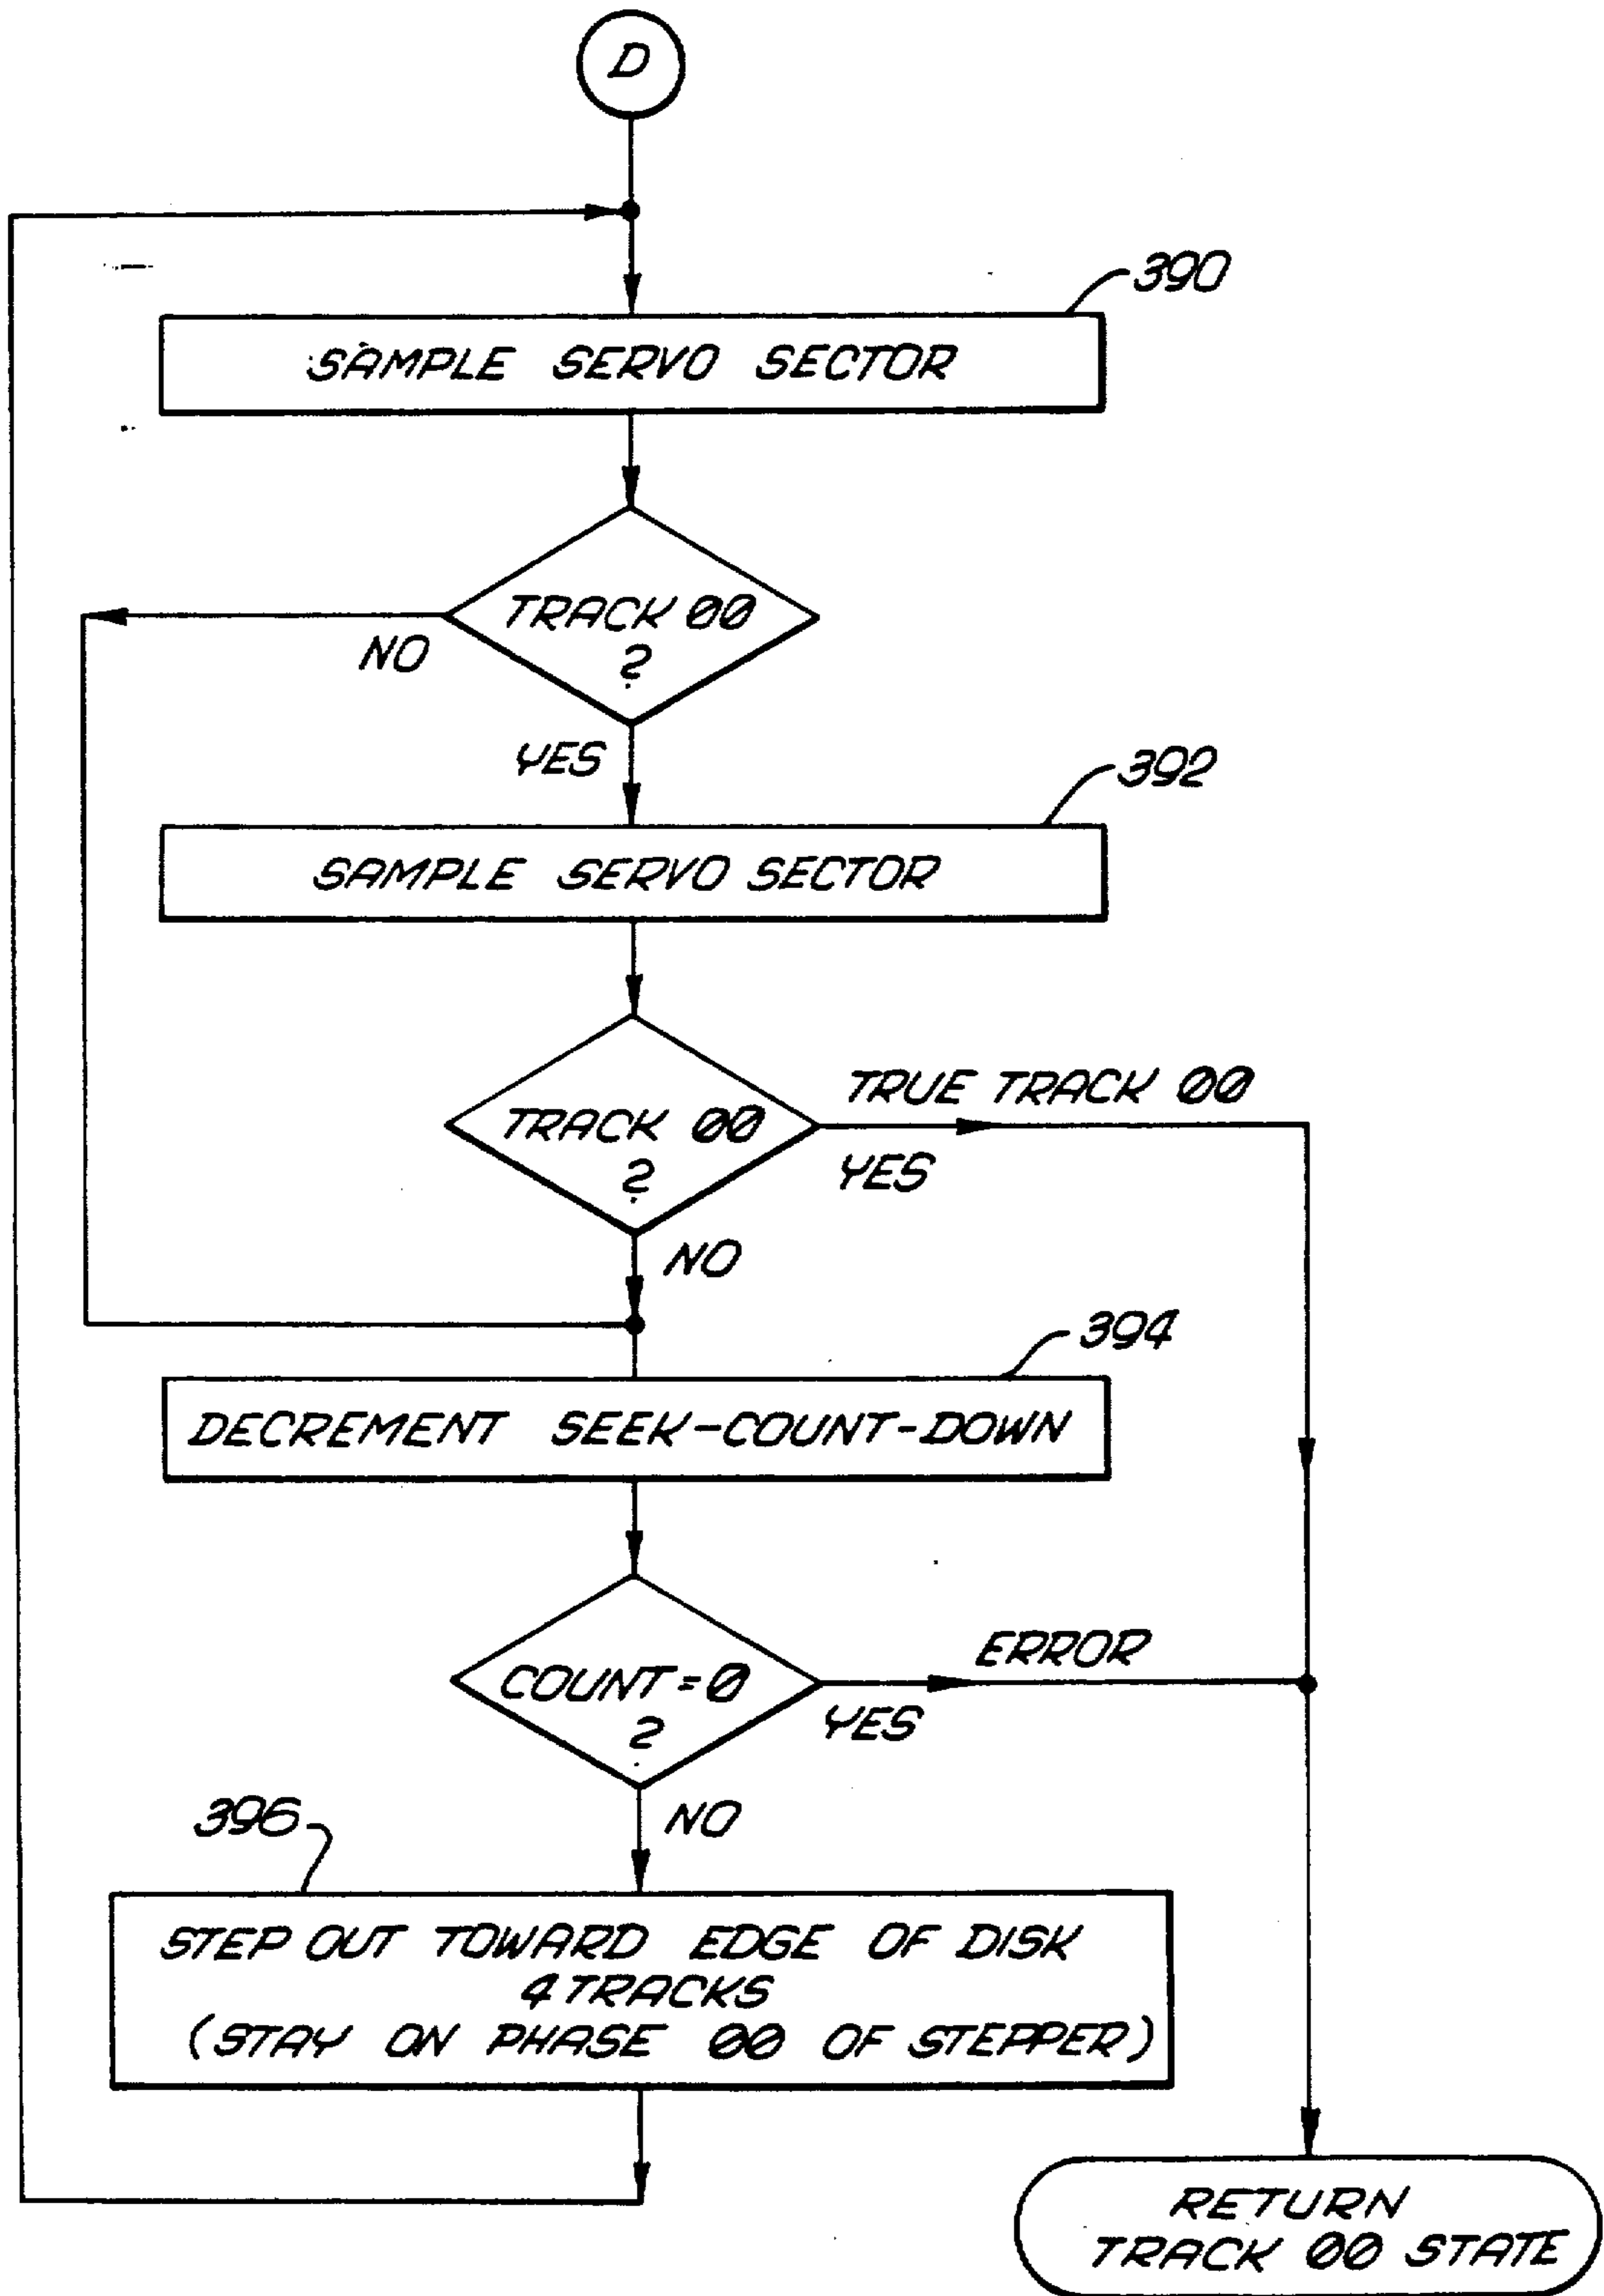 D
390
SAMPLE SERVO SECTOR
TRACK 00
?
NO
YES
392
SAMPLE SERVO SECTOR
TRACK 00
?
TRUE TRACK 00
YES
NO
394
DECREMENT SEEK-COUNT-DOWN
COUNT=0
?
ERROR
YES
NO
396
STEP OUT TOWARD EDGE OF DISK
4 TRACKS
(STAY ON PHASE 00 OF STEPPER)
RETURN
TRACK 00 STATE